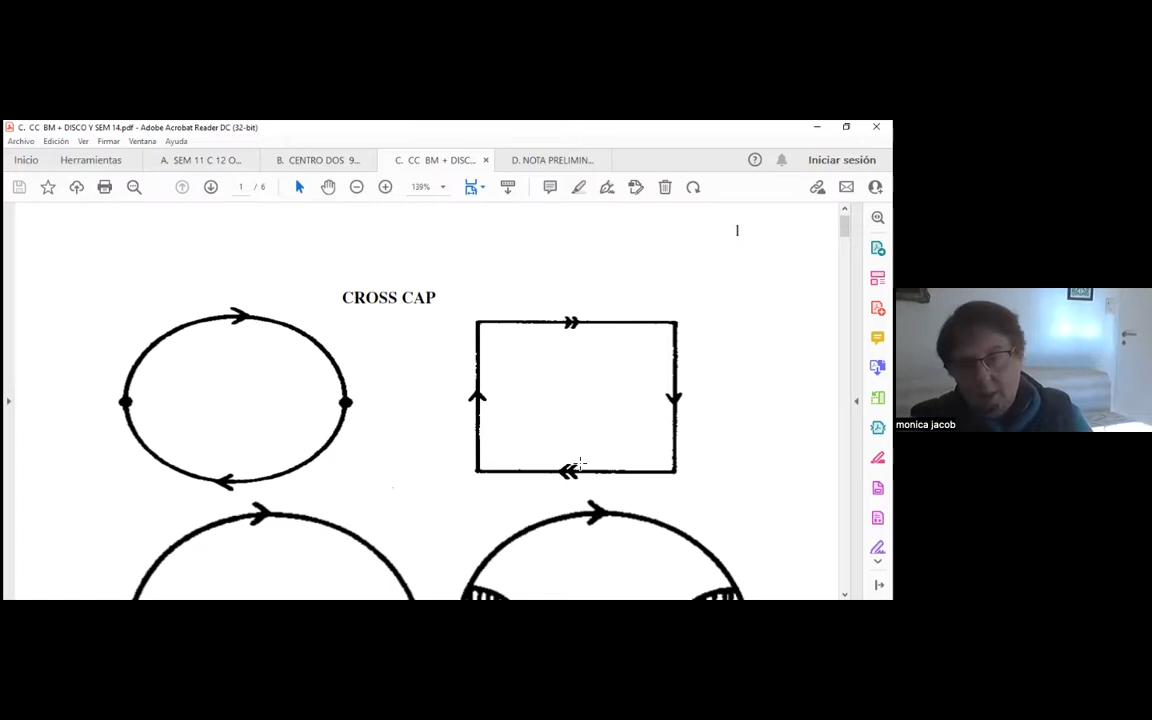 C. CC BM + DISCO Y SEM 14.pdf - Adobe Acrobat Reader DC (32-bit)
Archivo Edición Ver Firmar Ventana Ayuda
Inicio Herramientas A. SEM 11 C 12 O... B. CENTRO DOS 9... C. CC BM + DISC... × D. NOTA PRELIMIN... Iniciar sesión
1 / 6 139%
1
CROSS CAP
monica jacob